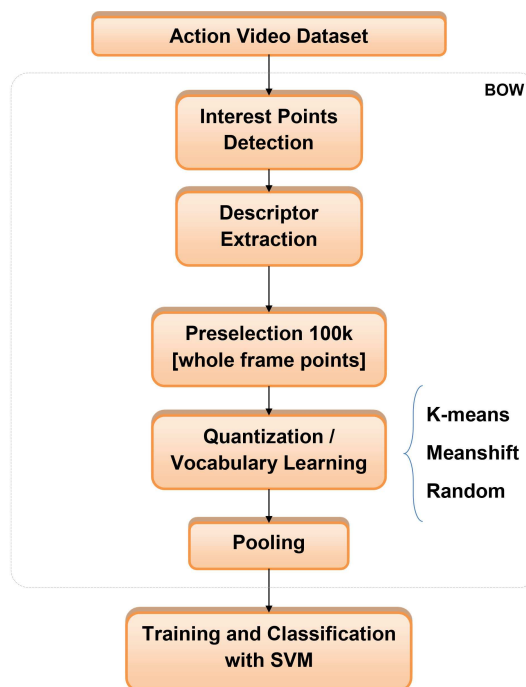 Action Video Dataset
BOW
Interest Points
Detection
Descriptor
Extraction
Preselection 100k
[whole frame points]
Quantization /
Vocabulary Learning
K-means
Meanshift
Random
Pooling
Training and Classification
with SVM